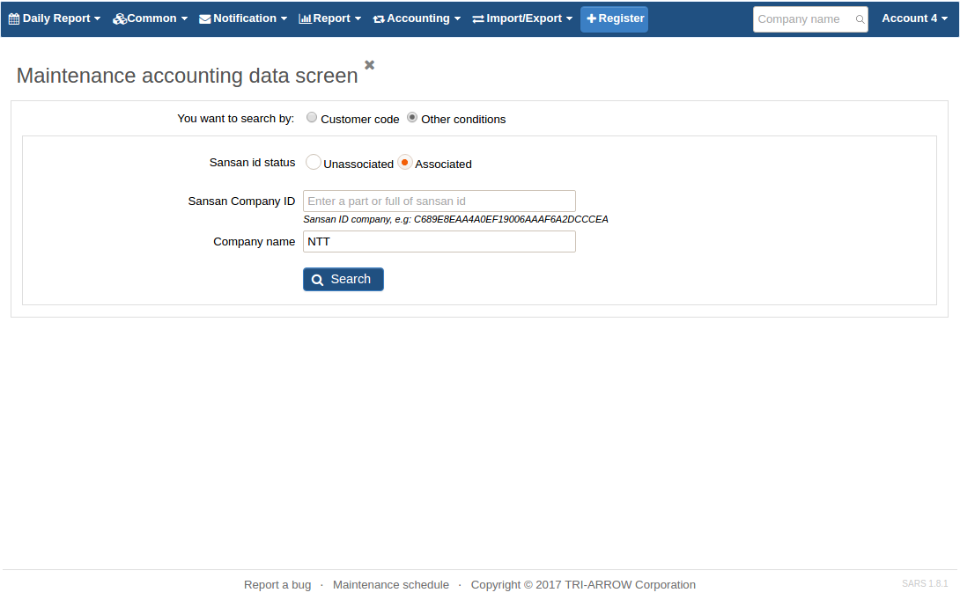 Daily Report Common Notification Report Accounting Import/Export Register Company name Account 4
Maintenance accounting data screen
You want to search by: Customer code Other conditions
Sansan id status Unassociated Associated
Sansan Company ID Enter a part or full of sansan id
Sansan ID company, e.g: C689E8EAA4A0EF19006AAAF6A2DCCCEA
Company name NTT
Search
Report a bug · Maintenance schedule · Copyright © 2017 TRI-ARROW Corporation SARS 1.8.1